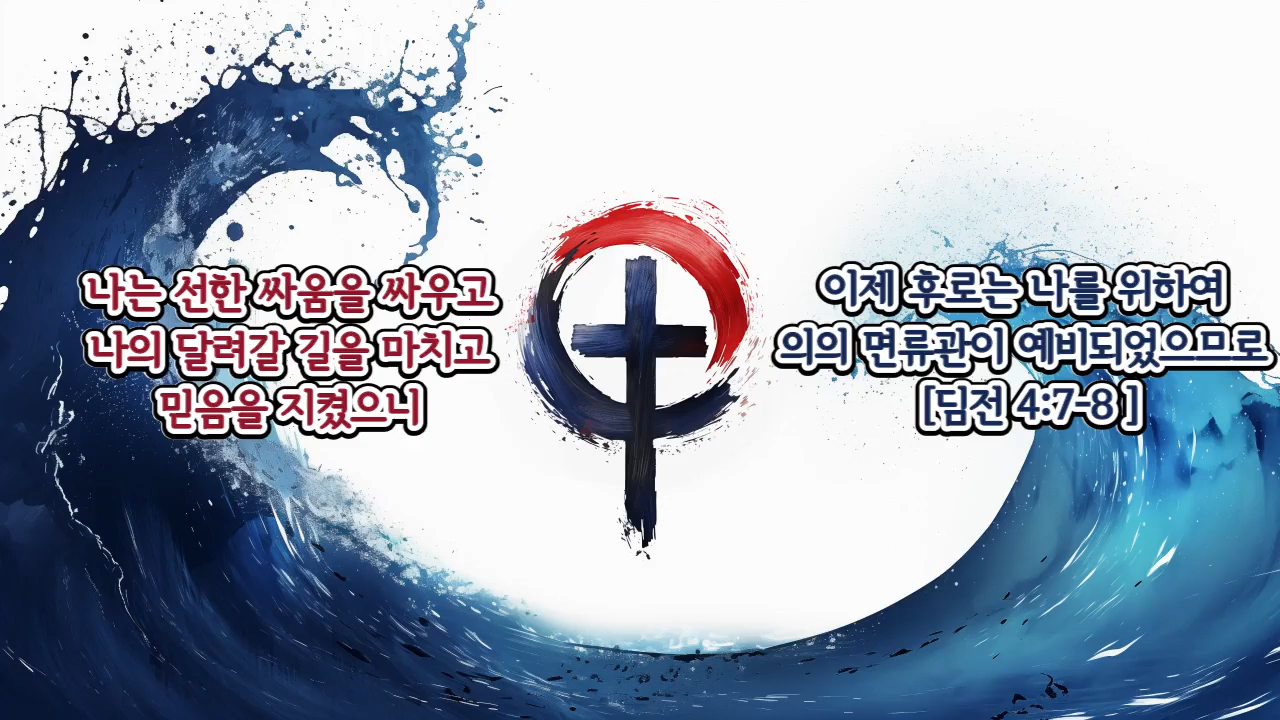 나는 선한 싸움을 싸우고
나의 달려갈 길을 마치고
믿음을 지켰으니
이제 후로는 나를 위하여
의의 면류관이 예비되었으므로
[딤전 4:7-8 ]